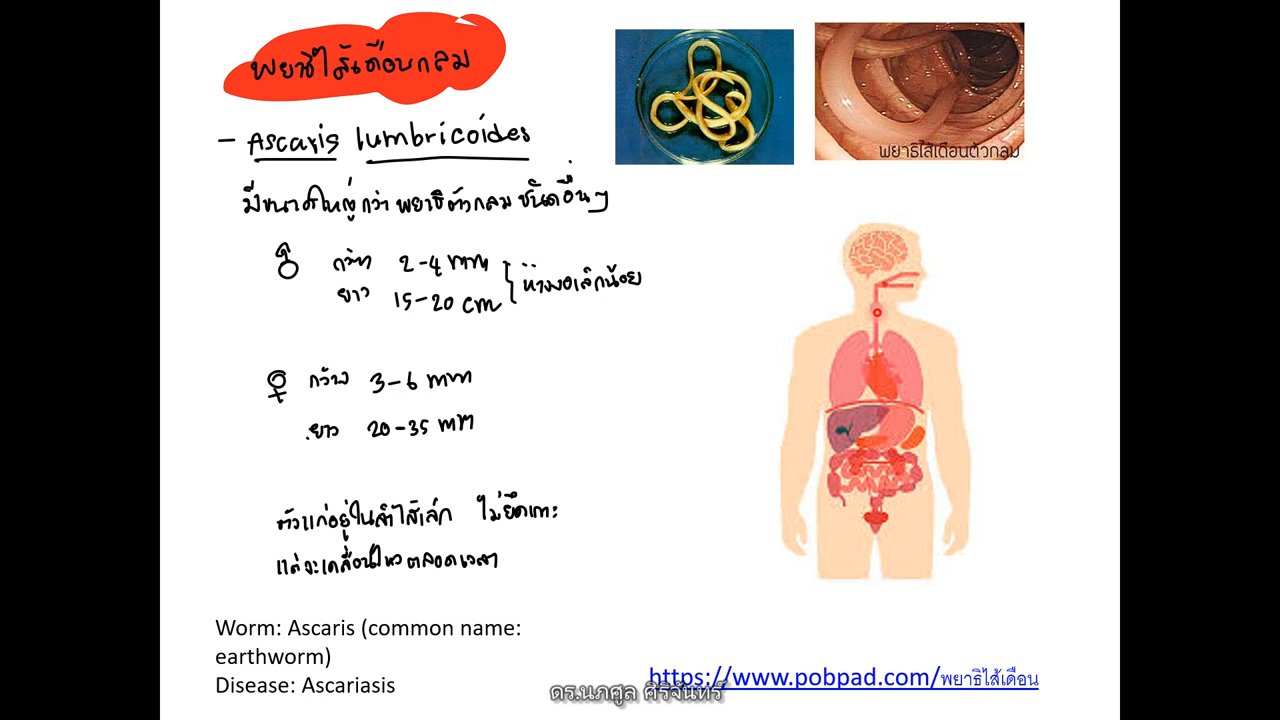 พยาธิไส้เดือนกลม
- Ascaris lumbricoides
มีขนาดใหญ่กว่า พยาธิตัวกลม ชนิดอื่นๆ
♂ กว้าง 2-4 mm
ยาว 15-20 cm } หางงอเล็กน้อย
♀ กว้าง 3-6 mm
ยาว 20-35 mm
ตัวแก่อยู่ในลำไส้เล็ก ไม่ยึดเกาะ
แต่จะเคลื่อนไหวตลอดเวลา
พยาธิไส้เดือนตัวกลม
Worm: Ascaris (common name:
earthworm)
Disease: Ascariasis
https://www.pobpad.com/พยาธิไส้เดือน
ดร.นภศูล ศิริจันทร์